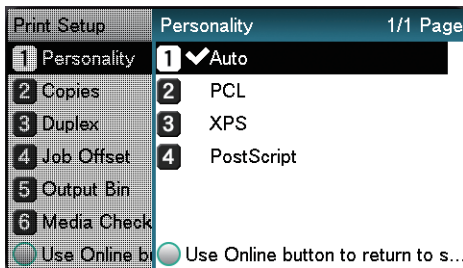 Print Setup
1 Personality
2 Copies
3 Duplex
4 Job Offset
5 Output Bin
6 Media Check
Use Online
Personality 1/1 Page
1 Auto
2 PCL
3 XPS
4 PostScript
Use Online button to return to s...